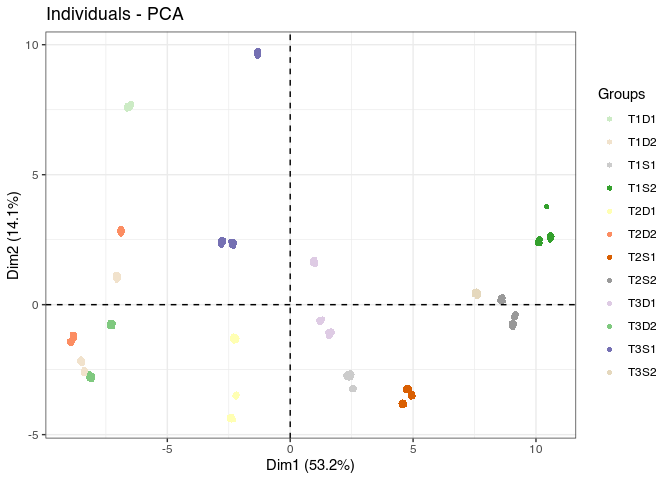 Individuals - PCA
10
5
0
-5
Dim2 (14.1%)
-5
0
5
10
Dim1 (53.2%)
Groups
T1D1
T1D2
T1S1
T1S2
T2D1
T2D2
T2S1
T2S2
T3D1
T3D2
T3S1
T3S2